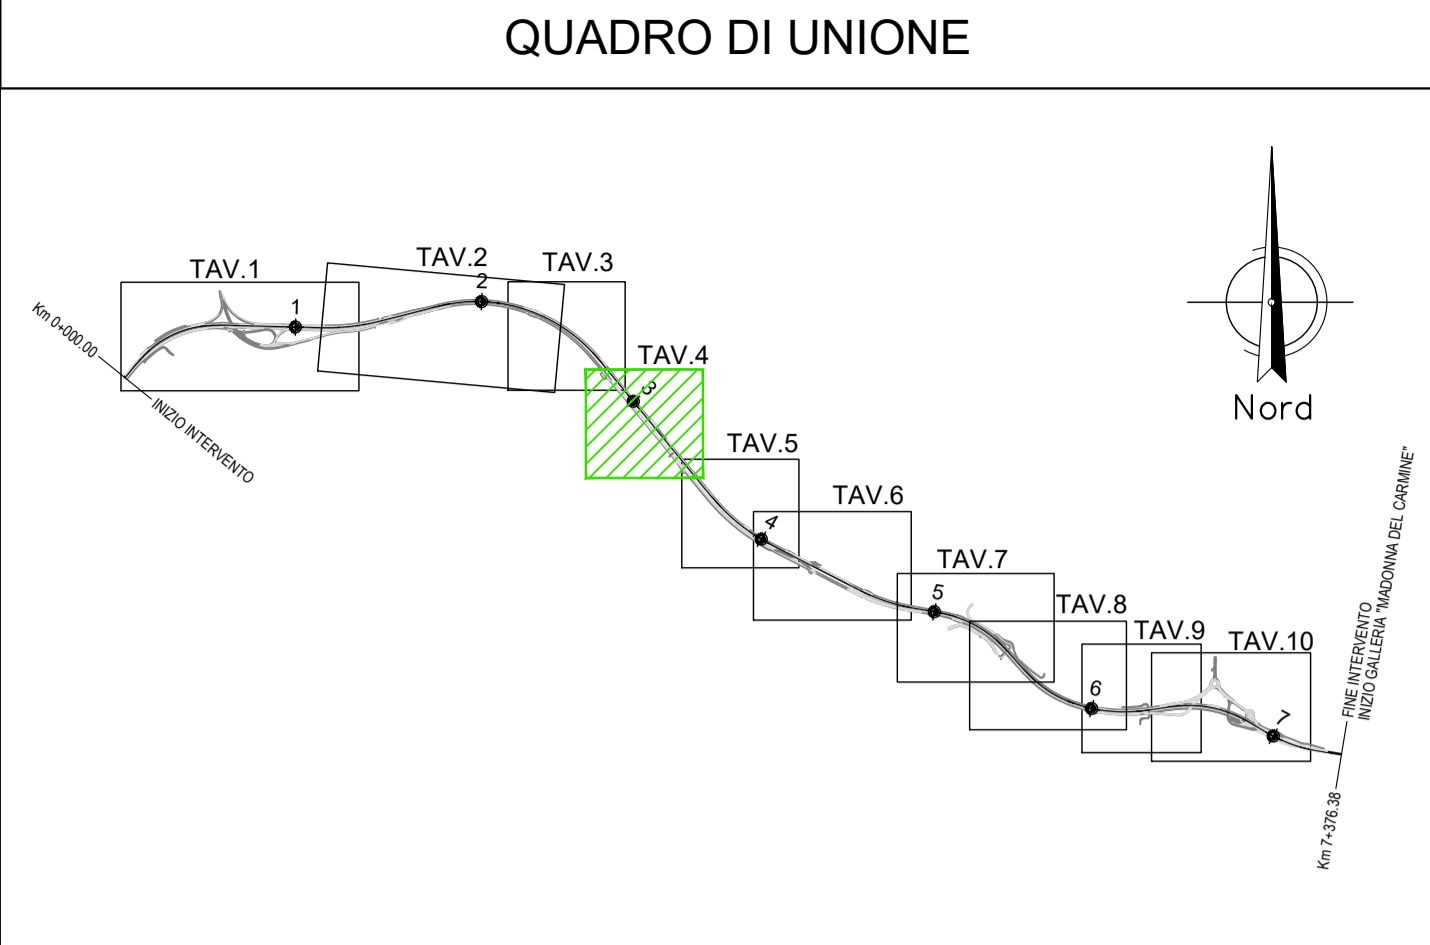 QUADRO DI UNIONE
TAV.1
TAV.2
TAV.3
TAV.4
TAV.5
TAV.6
TAV.7
TAV.8
TAV.9
TAV.10
1
2
3
4
5
6
7
Km 0+000.00
INIZIO INTERVENTO
Nord
FINE INTERVENTO
INIZIO GALLERIA "MADONNA DEL CARMINE"
Km 7+376.38